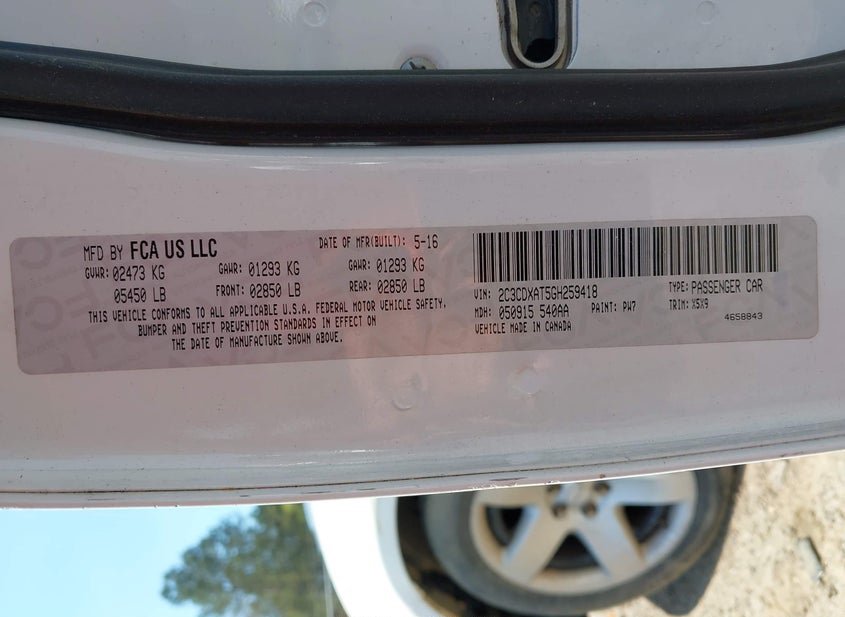 MFD BY FCA US LLC DATE OF MFR(BUILT): 5-16
GVWR: 02473 KG GAWR: 01293 KG GAWR: 01293 KG
05450 LB FRONT: 02850 LB REAR: 02850 LB
THIS VEHICLE CONFORMS TO ALL APPLICABLE U.S.A. FEDERAL MOTOR VEHICLE SAFETY,
BUMPER AND THEFT PREVENTION STANDARDS IN EFFECT ON
THE DATE OF MANUFACTURE SHOWN ABOVE.
VIN: 2C3CDXAT5GH259418 TYPE: PASSENGER CAR
MDH: 050915 540AA PAINT: PW7 TRIM: X5X9
VEHICLE MADE IN CANADA 4658843